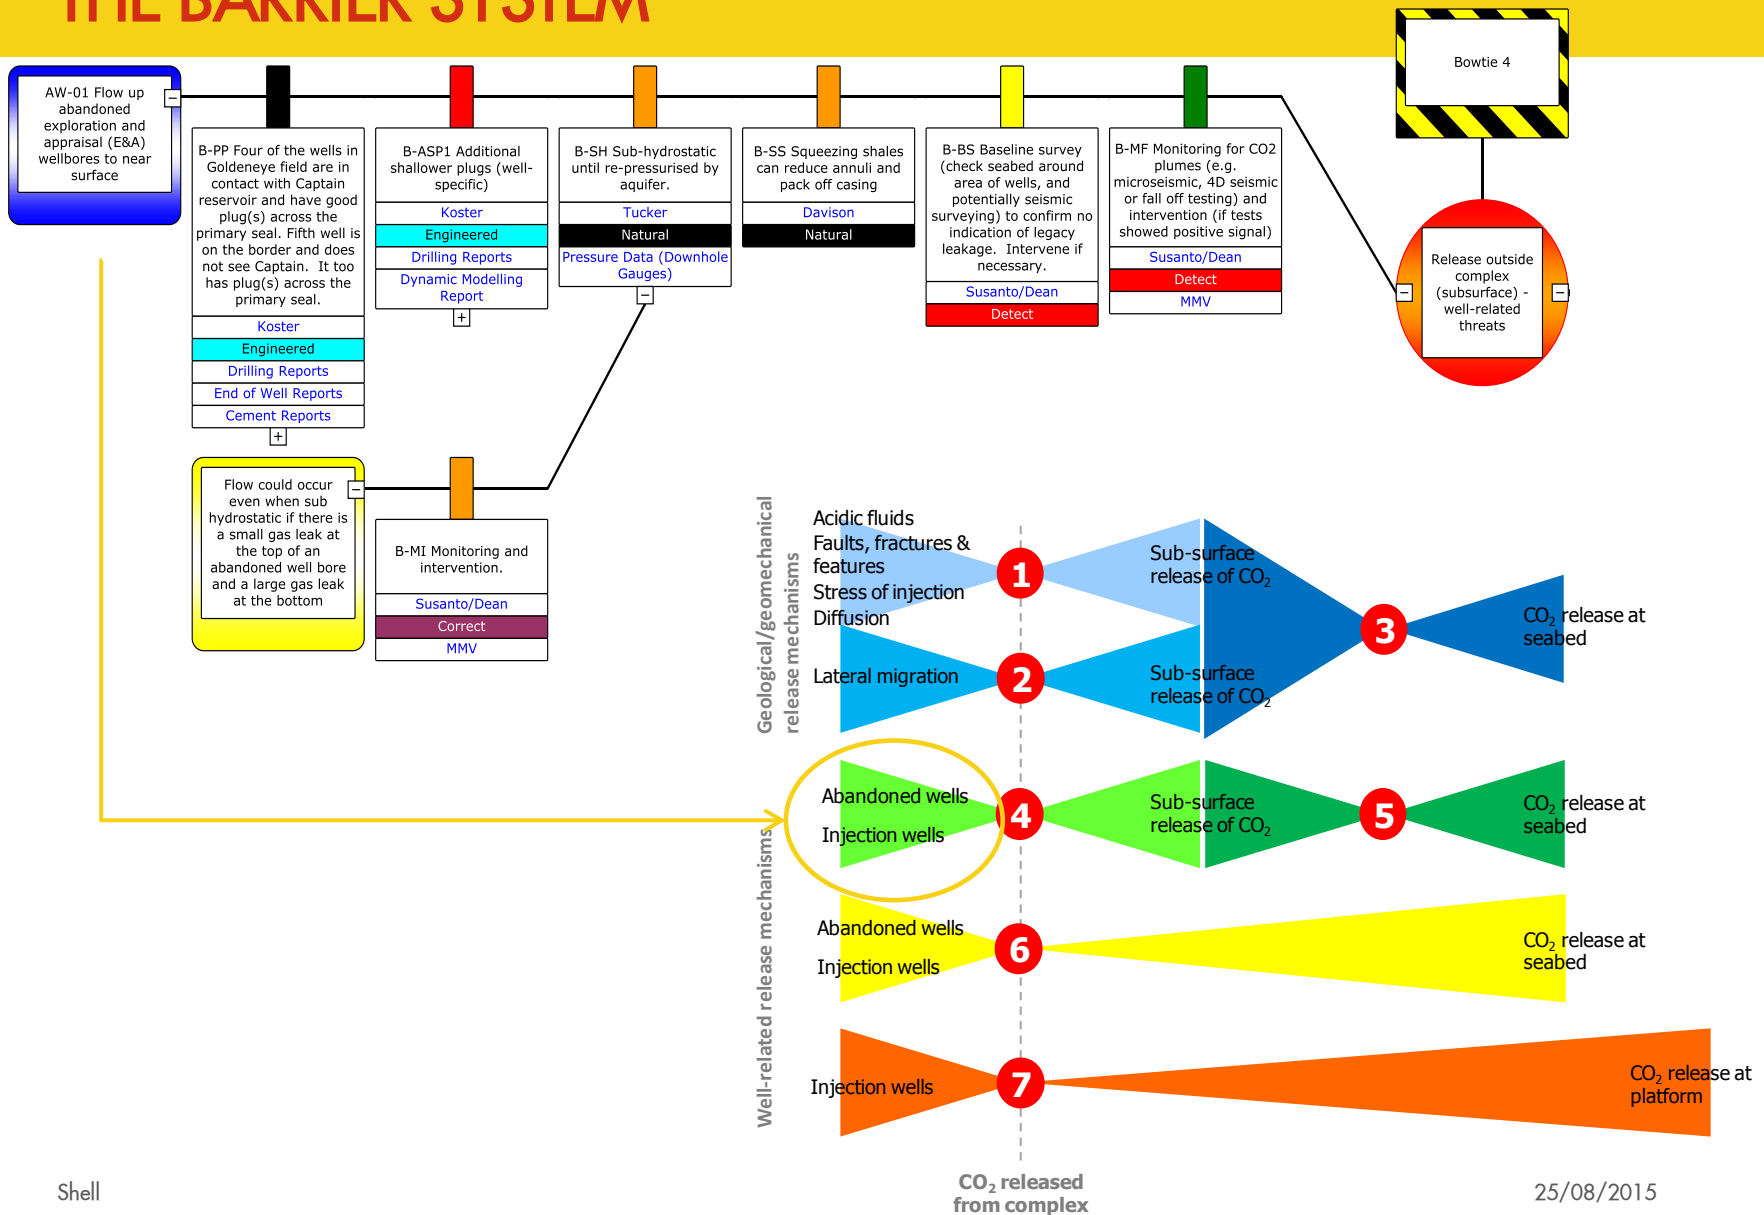 THE BARRIER SYSTEM
Bowtie 4
AW-01 Flow up
abandoned
exploration and
appraisal (E&A)
wellbores to near
surface
B-PP Four of the wells in
Goldeneye field are in
contact with Captain
reservoir and have good
plug(s) across the
primary seal. Fifth well is
on the border and does
not see Captain. It too
has plug(s) across the
primary seal.
Koster
Engineered
Drilling Reports
End of Well Reports
Cement Reports
B-ASP1 Additional
shallower plugs (well-
specific)
Koster
Engineered
Drilling Reports
Dynamic Modelling
Report
B-SH Sub-hydrostatic
until re-pressurised by
aquifer.
Tucker
Natural
Pressure Data (Downhole
Gauges)
B-SS Squeezing shales
can reduce annuli and
pack off casing
Davison
Natural
B-BS Baseline survey
(check seabed around
area of wells, and
potentially seismic
surveying) to confirm no
indication of legacy
leakage. Intervene if
necessary.
Susanto/Dean
Detect
B-MF Monitoring for CO2
plumes (e.g.
microseismic, 4D seismic
or fall off testing) and
intervention (if tests
showed positive signal)
Susanto/Dean
Detect
MMV
Release outside
complex
(subsurface) -
well-related
threats
Flow could occur
even when sub
hydrostatic if there is
a small gas leak at
the top of an
abandoned well bore
and a large gas leak
at the bottom
B-MI Monitoring and
intervention.
Susanto/Dean
Correct
MMV
Geological/geomechanical
release mechanisms
Acidic fluids
Faults, fractures &
features
Stress of injection
Diffusion
1
Sub-surface
release of CO2
3
CO2 release at
seabed
Lateral migration
2
Sub-surface
release of CO2
Well-related release mechanisms
Abandoned wells
Injection wells
4
Sub-surface
release of CO2
5
CO2 release at
seabed
Abandoned wells
Injection wells
6
CO2 release at
seabed
Injection wells
7
CO2 release at
platform
CO2 released
from complex
Shell
25/08/2015